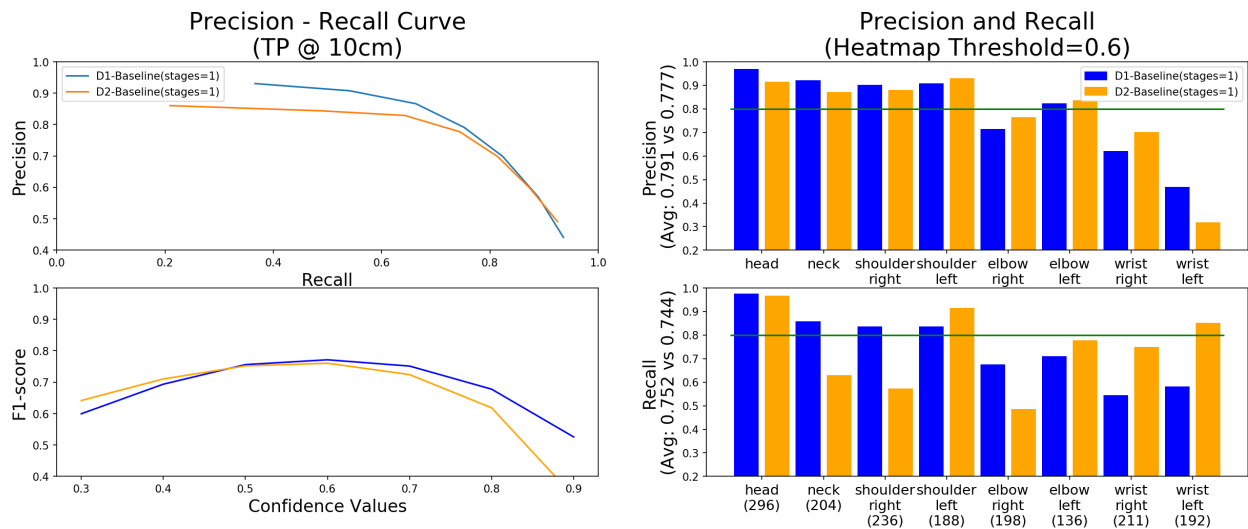 Precision - Recall Curve
(TP @ 10cm)
1.0
0.9
0.8
0.7
0.6
0.5
0.4
Precision
D1-Baseline(stages=1)
D2-Baseline(stages=1)
0.0 0.2 0.4 0.6 0.8 1.0
Recall
1.0
0.9
0.8
0.7
0.6
0.5
0.4
F1-score
0.3 0.4 0.5 0.6 0.7 0.8 0.9
Confidence Values
Precision and Recall
(Heatmap Threshold=0.6)
Precision
(Avg: 0.791 vs 0.777)
1.0
0.9
0.8
0.7
0.6
0.5
0.4
0.3
0.2
D1-Baseline(stages=1)
D2-Baseline(stages=1)
head neck shoulder shoulder elbow elbow wrist wrist
right left right left right left
Recall
(Avg: 0.752 vs 0.744)
1.0
0.9
0.8
0.7
0.6
0.5
0.4
0.3
0.2
head neck shoulder shoulder elbow elbow wrist wrist
(296) (204) right left right left right left
(236) (188) (198) (136) (211) (192)